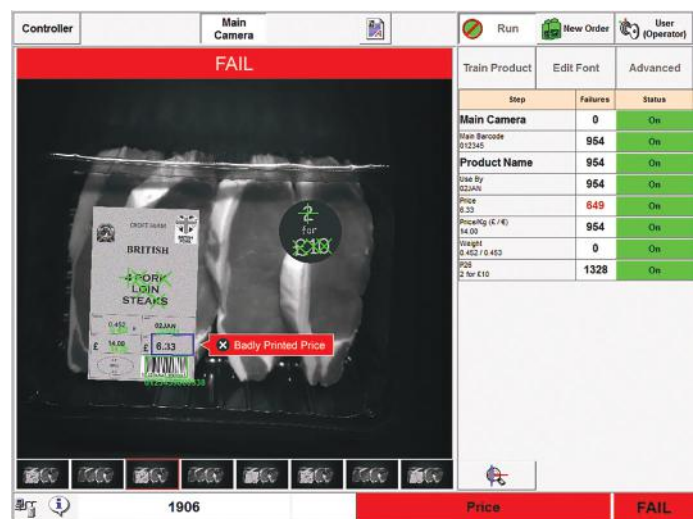 Controller
Main Camera
Run
New Order
User (Operator)
FAIL
Train Product
Edit Font
Advanced
Step Failures Status
Main Camera 0 On
Main Barcode 012345 954 On
Product Name 954 On
Use By 02JAN 954 On
Price 6.33 649 On
Price/Kg (£/€) 14.00 954 On
Weight 0.452 / 0.453 0 On
P26 2 for £10 1328 On
2
for
£10
BRITISH
4 PORK
LOIN
STEAKS
0.452 02JAN
£ 14.00 £ 6.33
Badly Printed Price
1906
Price
FAIL